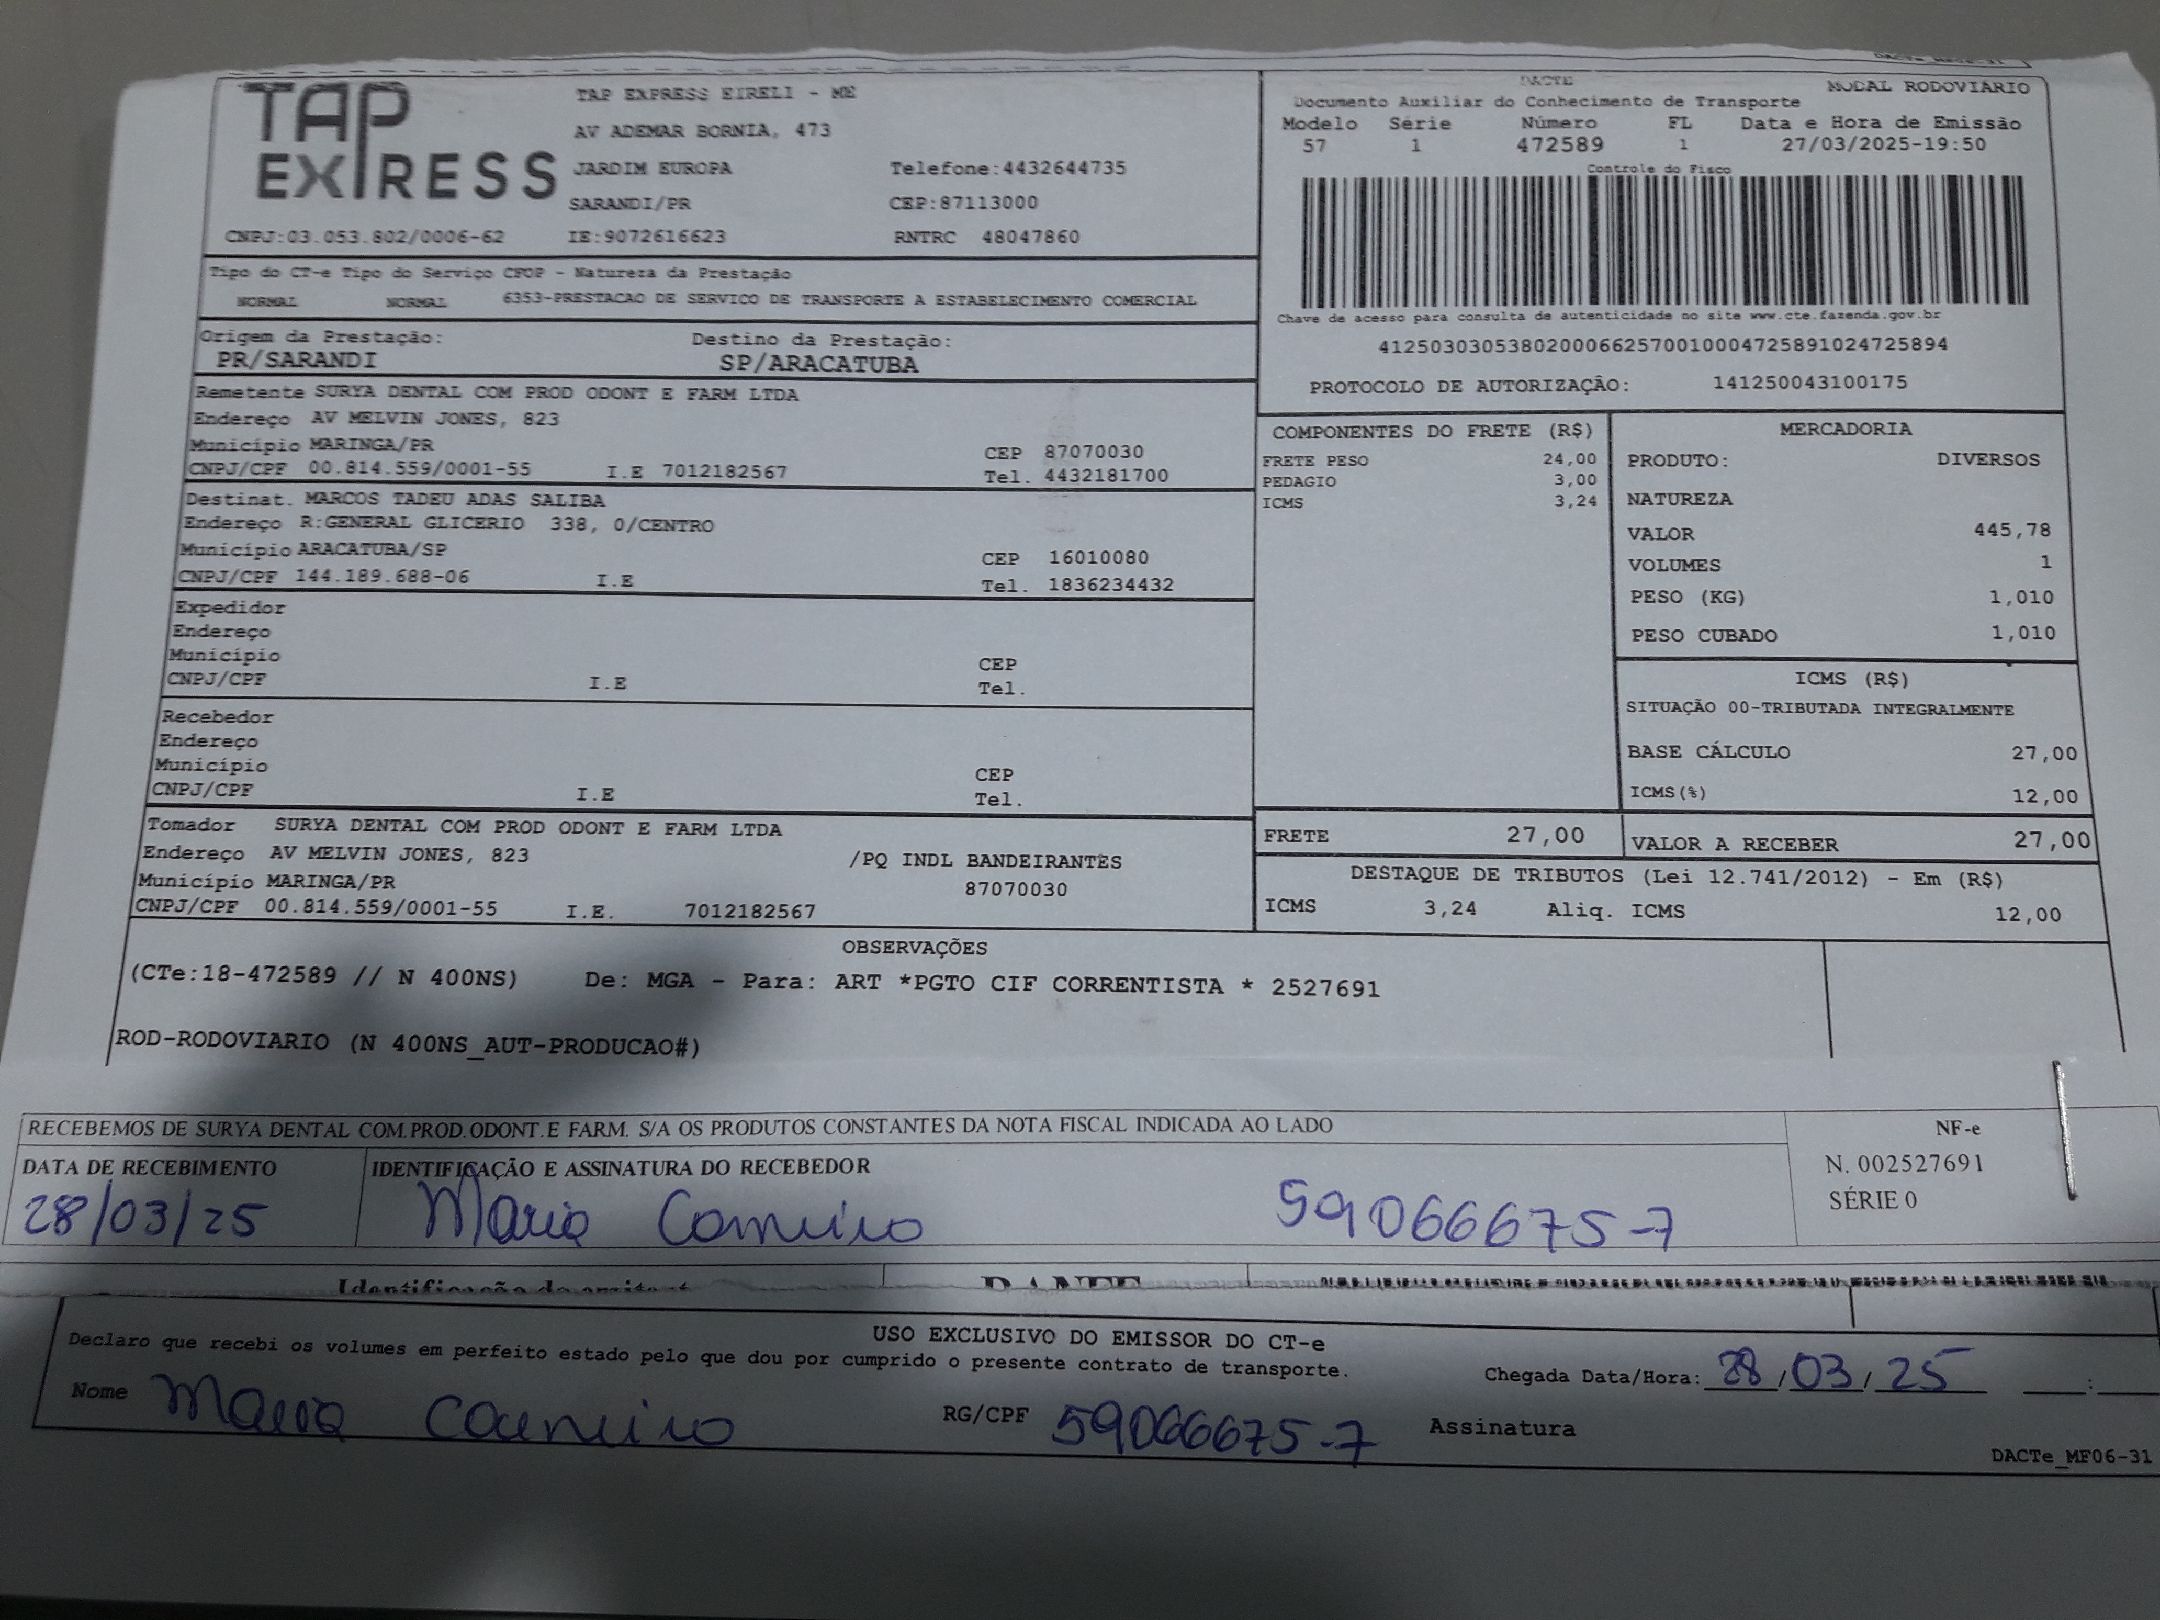 TAP
EXPRESS
TAP EXPRESS EIRELI - ME
AV ADEMAR BORNIA, 473
JARDIM EUROPA Telefone:4432644735
SARANDI/PR CEP:87113000
CNPJ:03.053.802/0006-62 IE:9072616623 RNTRC 48047860
DACTE MODAL RODOVIÁRIO
Documento Auxiliar do Conhecimento de Transporte
Modelo Série Número FL Data e Hora de Emissão
57 1 472589 1 27/03/2025-19:50
Controle do Fisco
Chave de acesso para consulta de autenticidade no site www.cte.fazenda.gov.br
41250303053802000662570010004725891024725894
PROTOCOLO DE AUTORIZAÇÃO: 141250043100175
Tipo do CT-e Tipo do Serviço CFOP - Natureza da Prestação
NORMAL NORMAL 6353-PRESTACAO DE SERVICO DE TRANSPORTE A ESTABELECIMENTO COMERCIAL
Origem da Prestação: Destino da Prestação:
PR/SARANDI SP/ARACATUBA
Remetente SURYA DENTAL COM PROD ODONT E FARM LTDA
Endereço AV MELVIN JONES, 823
Município MARINGA/PR CEP 87070030
CNPJ/CPF 00.814.559/0001-55 I.E 7012182567 Tel. 4432181700
Destinat. MARCOS TADEU ADAS SALIBA
Endereço R:GENERAL GLICERIO 338, 0/CENTRO
Município ARACATUBA/SP CEP 16010080
CNPJ/CPF 144.189.688-06 I.E Tel. 1836234432
Expedidor
Endereço
Município CEP
CNPJ/CPF I.E Tel.
Recebedor
Endereço
Município CEP
CNPJ/CPF I.E Tel.
Tomador SURYA DENTAL COM PROD ODONT E FARM LTDA
Endereço AV MELVIN JONES, 823 /PQ INDL BANDEIRANTES
Município MARINGA/PR 87070030
CNPJ/CPF 00.814.559/0001-55 I.E. 7012182567
COMPONENTES DO FRETE (R$)
FRETE PESO 24,00
PEDAGIO 3,00
ICMS 3,24
MERCADORIA
PRODUTO: DIVERSOS
NATUREZA
VALOR 445,78
VOLUMES 1
PESO (KG) 1,010
PESO CUBADO 1,010
ICMS (R$)
SITUAÇÃO 00-TRIBUTADA INTEGRALMENTE
BASE CÁLCULO 27,00
ICMS(%) 12,00
FRETE 27,00 VALOR A RECEBER 27,00
DESTAQUE DE TRIBUTOS (Lei 12.741/2012) - Em (R$)
ICMS 3,24 Aliq. ICMS 12,00
OBSERVAÇÕES
(CTe:18-472589 // N 400NS) De: MGA - Para: ART *PGTO CIF CORRENTISTA * 2527691
ROD-RODOVIARIO (N 400NS_AUT-PRODUCAO#)
RECEBEMOS DE SURYA DENTAL COM.PROD.ODONT.E FARM. S/A OS PRODUTOS CONSTANTES DA NOTA FISCAL INDICADA AO LADO
NF-e
N. 002527691
SÉRIE 0
DATA DE RECEBIMENTO IDENTIFICAÇÃO E ASSINATURA DO RECEBEDOR
28/03/25 Maria 59066675-7
Identificação do emitente DANFE
USO EXCLUSIVO DO EMISSOR DO CT-e
Declaro que recebi os volumes em perfeito estado pelo que dou por cumprido o presente contrato de transporte.
Chegada Data/Hora: 28/03/25 :
Nome Maria RG/CPF 59066675-7 Assinatura
DACTe_MF06-31